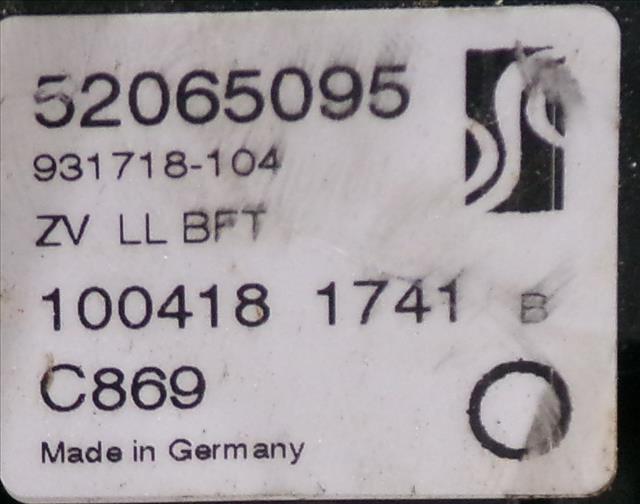 52065095
931718-104
ZV LL BFT
100418 1741 B
C869
Made in Germany